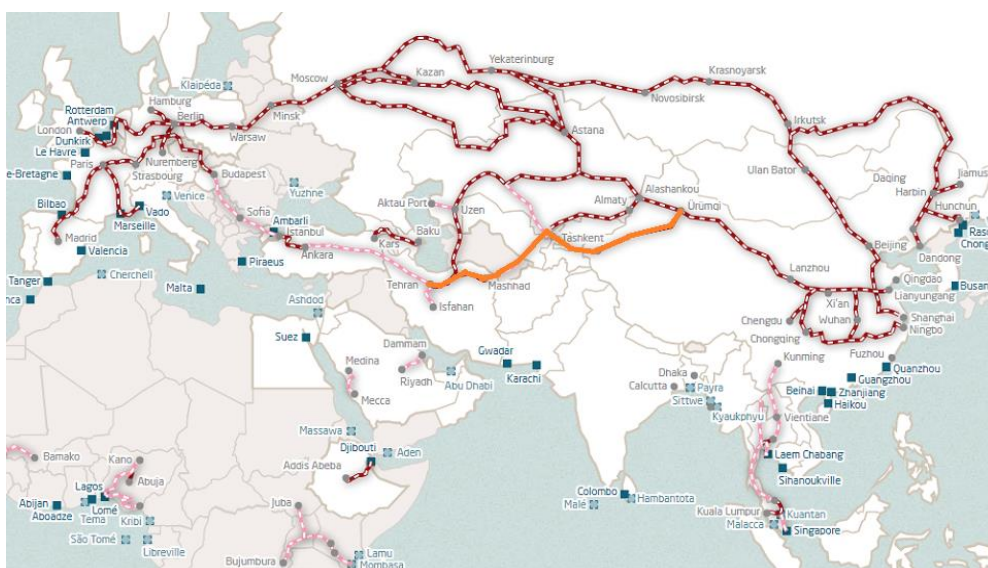 Yekaterinburg
Krasnoyarsk
Moscow
Kazan
Klaipéda
Novosibirsk
Hamburg
Rotterdam
Antwerp
Berlin
Minsk
Irkutsk
London
Dunkirk
Warsaw
Astana
Le Havre
Paris
Nuremberg
Strasbourg
Budapest
Ulan Bator
Daqing
Jiamus
Harbin
e-Bretagne
Venice
Yuzhne
Aktau Port
Uzen
Almaty
Alashankou
Ürümqi
Hunchun
Bilbao
Vado
Marseille
Sofia
Ambarli
Istanbul
Baku
Kars
Tashkent
Ras
Chong
Madrid
Ankara
Beijing
Dandong
Valencia
Piraeus
Tehran
Mashhad
Lanzhou
Qingdao
Tanger
Cherchell
Lianyungang
Busan
nca
Malta
Ashdod
Isfahan
Xi'an
Chengdu
Wuhan
Shanghai
Chongqing
Ningbo
Suez
Dammam
Gwadar
Kunming
Fuzhou
Medina
Karachi
Dhaka
Quanzhou
Riyadh
Abu Dhabi
Calcutta
Payra
Guangzhou
Mecca
Sittwe
Beihai
Zhanjiang
Kyaukphyu
Haikou
Massawa
Vientiane
Djibouti
Aden
Bamako
Kano
Addis Abeba
Laem Chabang
Abuja
Sihanoukville
Lagos
Juba
Colombo
Hambantota
Abijan
Lomé
Malé
Kuala Lumpur
Kuantan
Aboadze
Tema
Kribi
Malacca
Singapore
São Tomé
Libreville
Lamu
Bujumbura
Mombasa